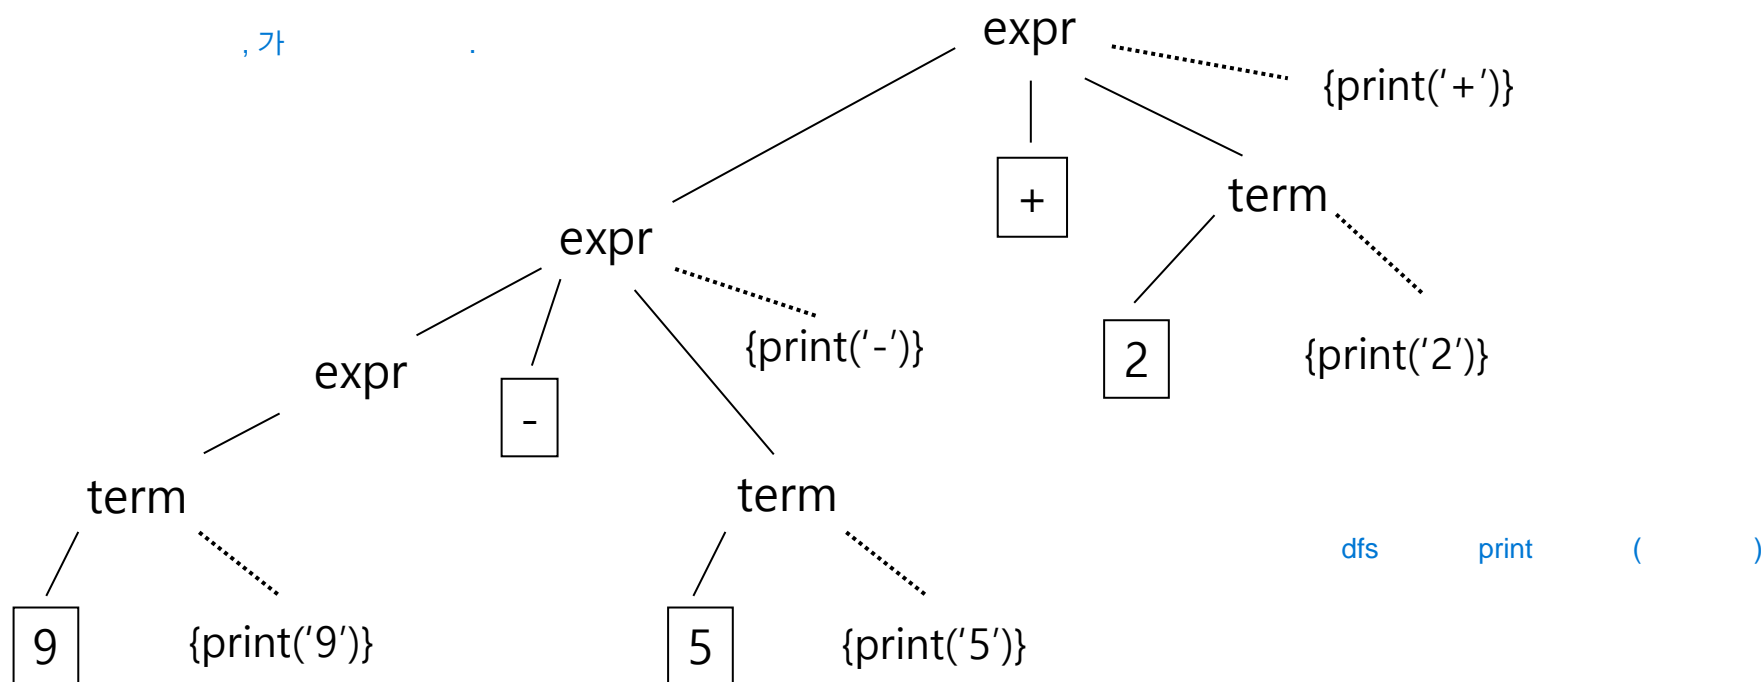 expr
, 가 .
{print('+')}
+
term
expr
{print('-')}
2
{print('2')}
expr
-
term
term
dfs print ( )
9
{print('9')}
5
{print('5')}